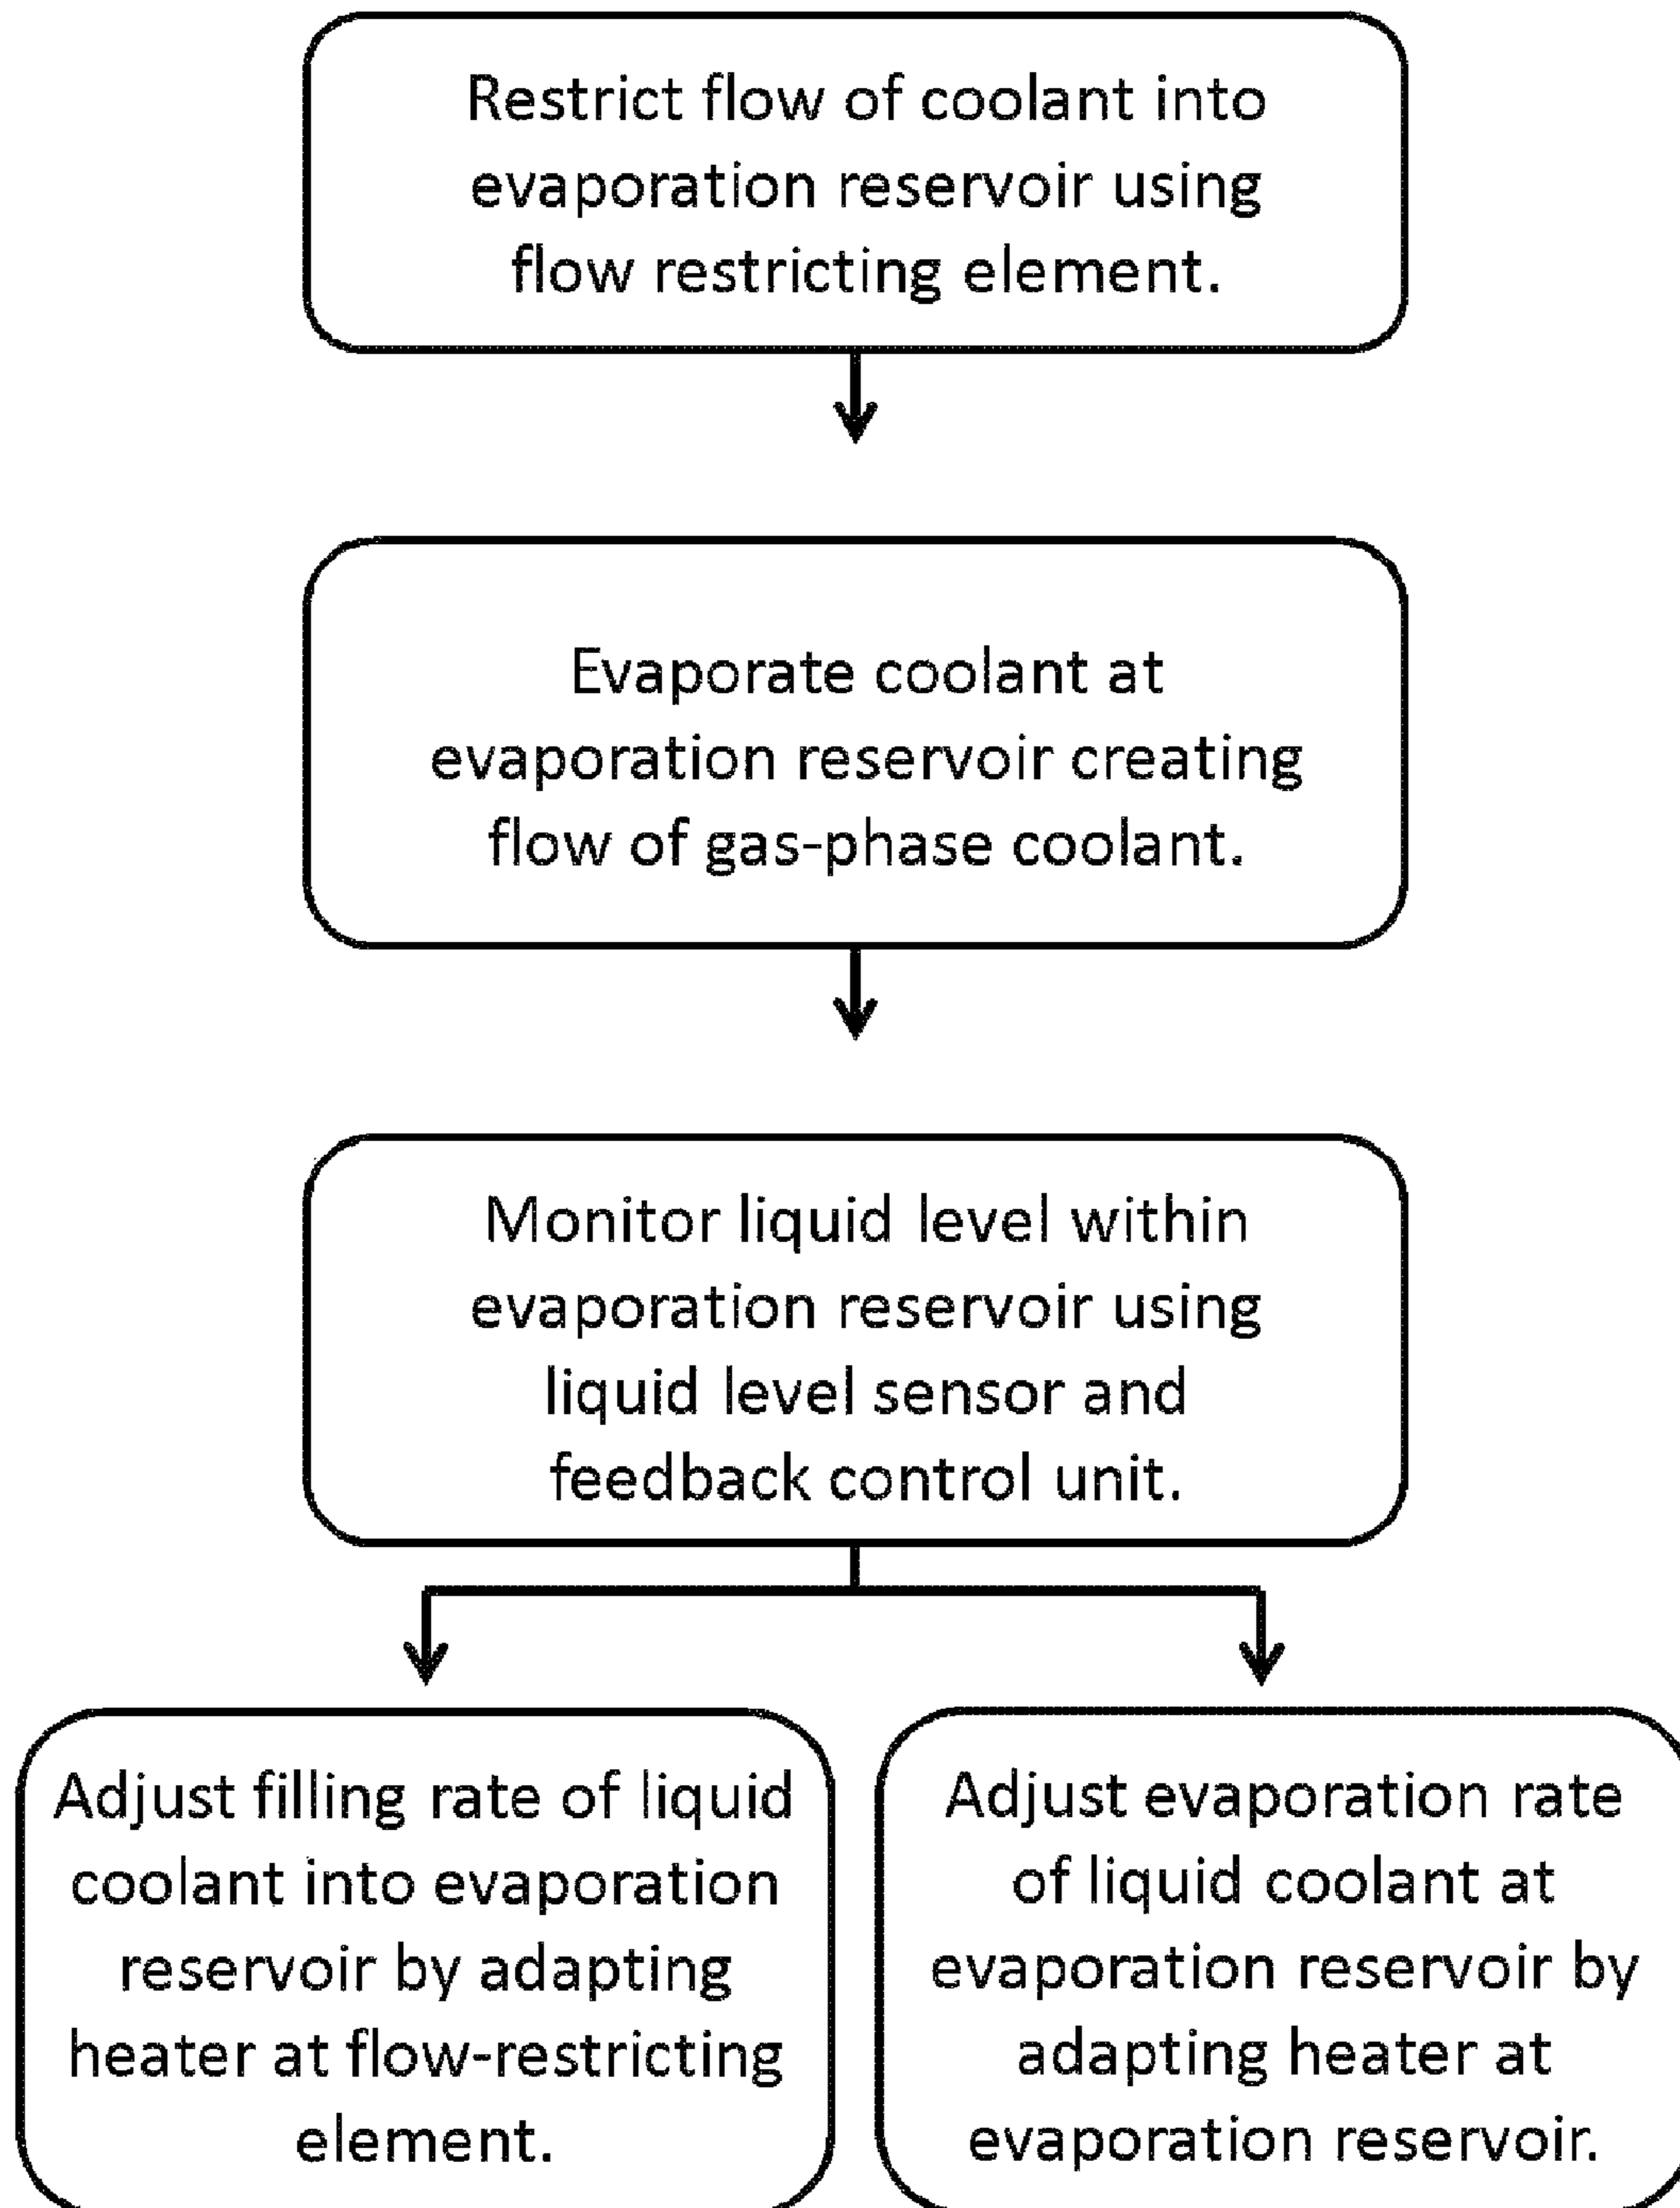 Restrict flow of coolant into
evaporation reservoir using
flow restricting element.
Evaporate coolant at
evaporation reservoir creating
flow of gas-phase coolant.
Monitor liquid level within
evaporation reservoir using
liquid level sensor and
feedback control unit.
Adjust filling rate of liquid
coolant into evaporation
reservoir by adapting
heater at flow-restricting
element.
Adjust evaporation rate
of liquid coolant at
evaporation reservoir by
adapting heater at
evaporation reservoir.